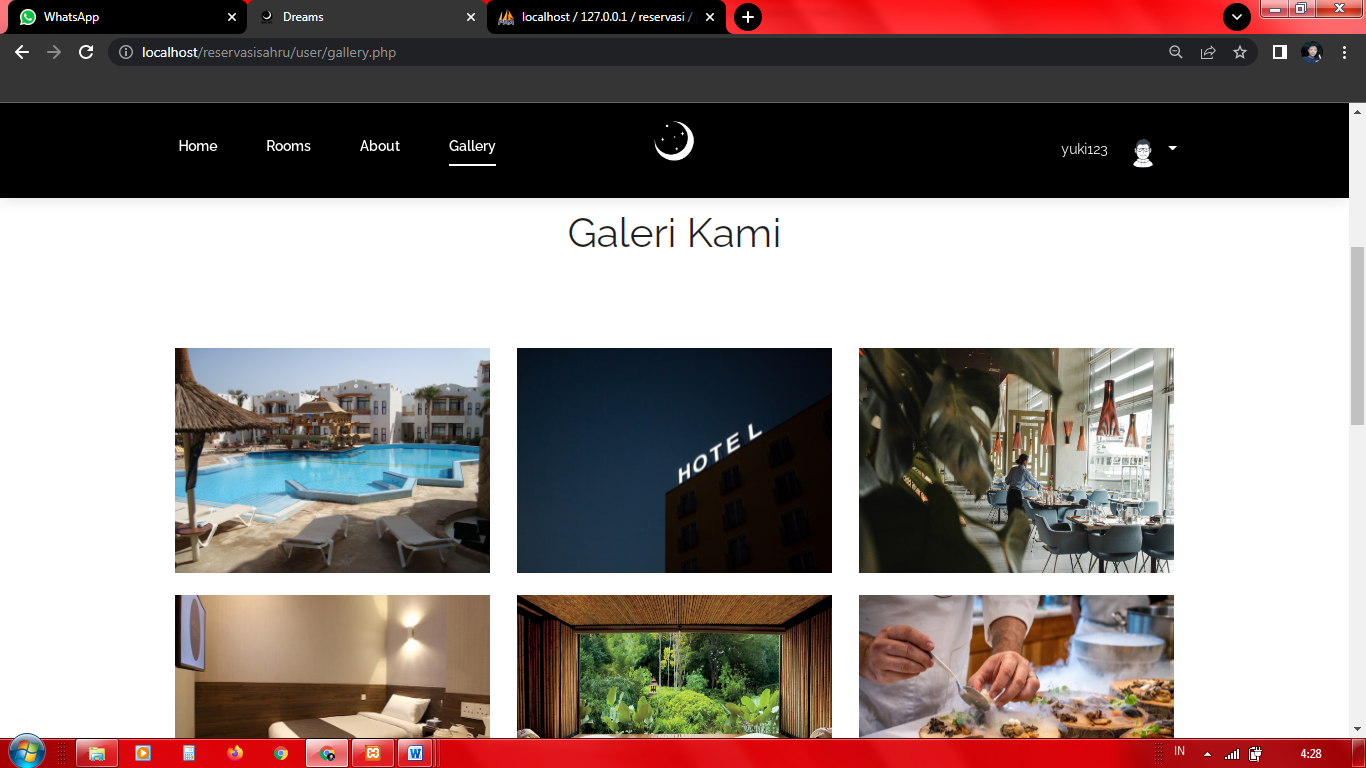 WhatsApp
Dreams
localhost / 127.0.0.1 / reservasi /
localhost/reservasisahru/user/gallery.php
Home
Rooms
About
Gallery
yuki123
Galeri Kami
HOTEL
IN
4:28